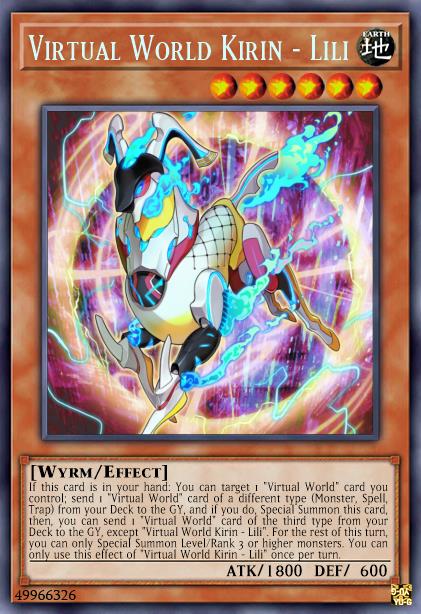 VIRTUAL WORLD KIRIN - LILI
EARTH
地
[WYRM/EFFECT]
If this card is in your hand: You can target 1 "Virtual World" card you
control; send 1 "Virtual World" card of a different type (Monster, Spell,
Trap) from your Deck to the GY, and if you do, Special Summon this card,
then, you can send 1 "Virtual World" card of the third type from your
Deck to the GY, except "Virtual World Kirin - Lili". For the rest of this turn,
you can only Special Summon Level/Rank 3 or higher monsters. You can
only use this effect of "Virtual World Kirin - Lili" once per turn.
ATK/1800 DEF/ 600
49966326